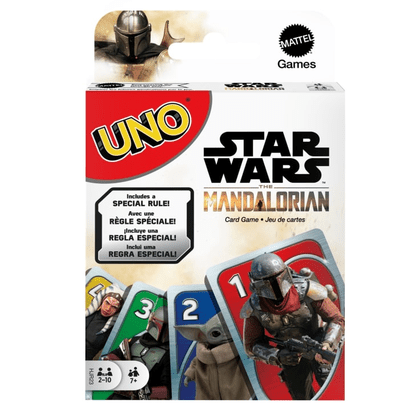 MATTEL
Games
UNO
STAR
WARS
THE
MANDALORIAN
Card Game • Jeu de cartes
Includes a
SPECIAL RULE!
Avec une
RÈGLE SPÉCIALE!
¡Incluye una
REGLA ESPECIAL!
Inclui uma
REGRA ESPECIAL!
3
2
1
HJR23
2-10
7+